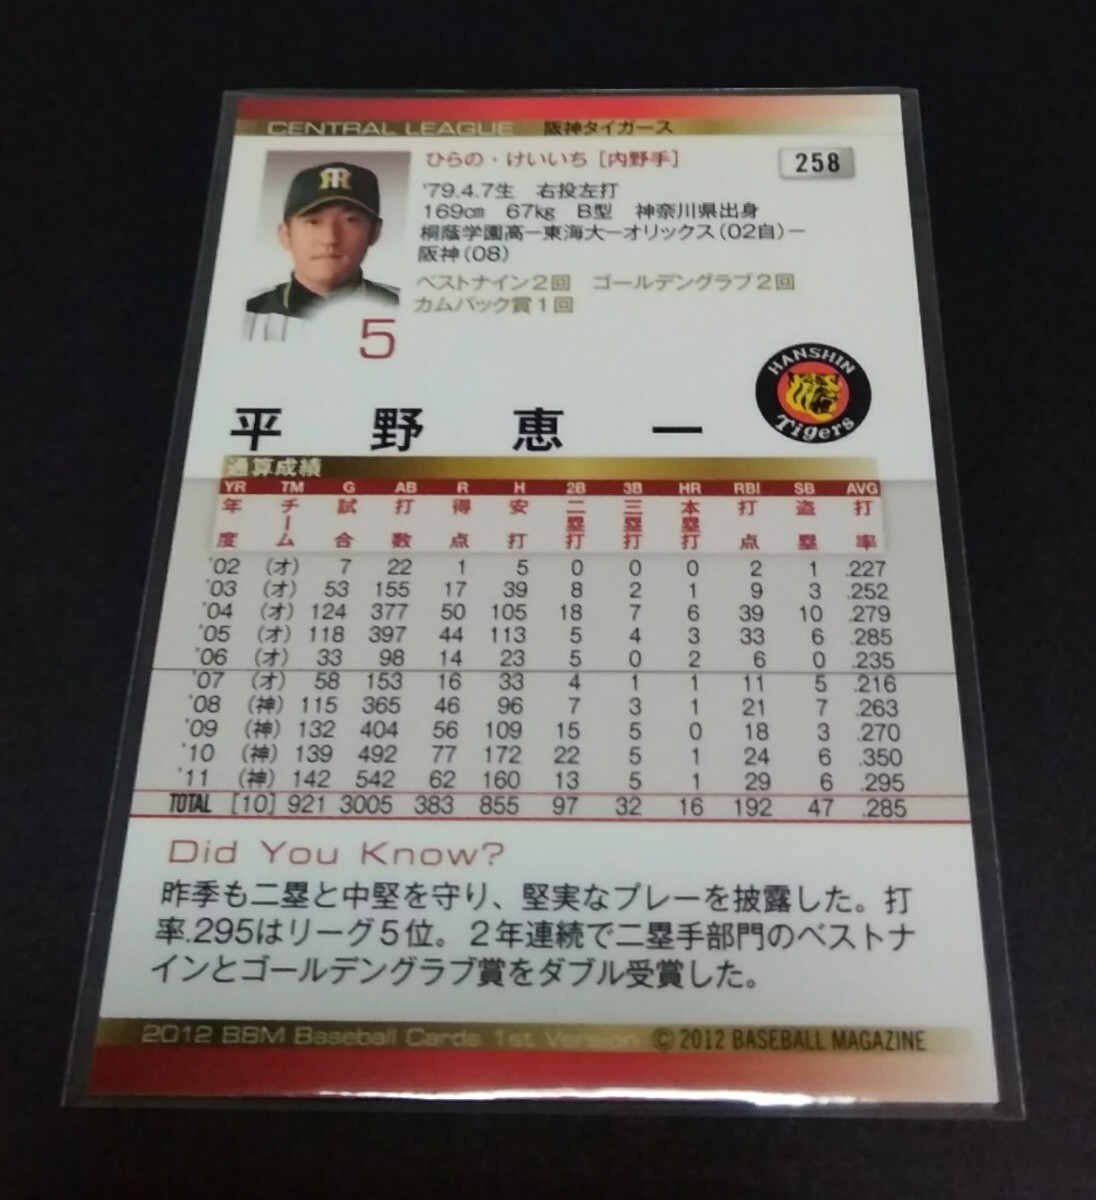 CENTRAL LEAGUE 阪神タイガース
ひらの・けいいち [内野手]
258
'79.4.7生 右投左打
169cm 67kg B型 神奈川県出身
桐蔭学園高－東海大－オリックス(02自)－
阪神(08)
ベストナイン2回 ゴールデングラブ2回
カムバック賞1回
5
HANSHIN
Tigers
平野恵一
通算成績
YR TM G AB R H 2B 3B HR RBI SB AVG
年度 チーム 試合 打数 得点 安打 二塁打 三塁打 本塁打 打点 盗塁 打率
'02 (オ) 7 22 1 5 0 0 0 2 1 .227
'03 (オ) 53 155 17 39 8 2 1 9 3 .252
'04 (オ) 124 377 50 105 18 7 6 39 10 .279
'05 (オ) 118 397 44 113 5 4 3 33 6 .285
'06 (オ) 33 98 14 23 5 0 2 6 0 .235
'07 (オ) 58 153 16 33 4 1 1 11 5 .216
'08 (神) 115 365 46 96 7 3 1 21 7 .263
'09 (神) 132 404 56 109 15 5 0 18 3 .270
'10 (神) 139 492 77 172 22 5 1 24 6 .350
'11 (神) 142 542 62 160 13 5 1 29 6 .295
TOTAL [10] 921 3005 383 855 97 32 16 192 47 .285
Did You Know?
昨季も二塁と中堅を守り、堅実なプレーを披露した。打
率.295はリーグ5位。2年連続で二塁手部門のベストナ
インとゴールデングラブ賞をダブル受賞した。
2012 BBM Baseball Cards 1st Version © 2012 BASEBALL MAGAZINE